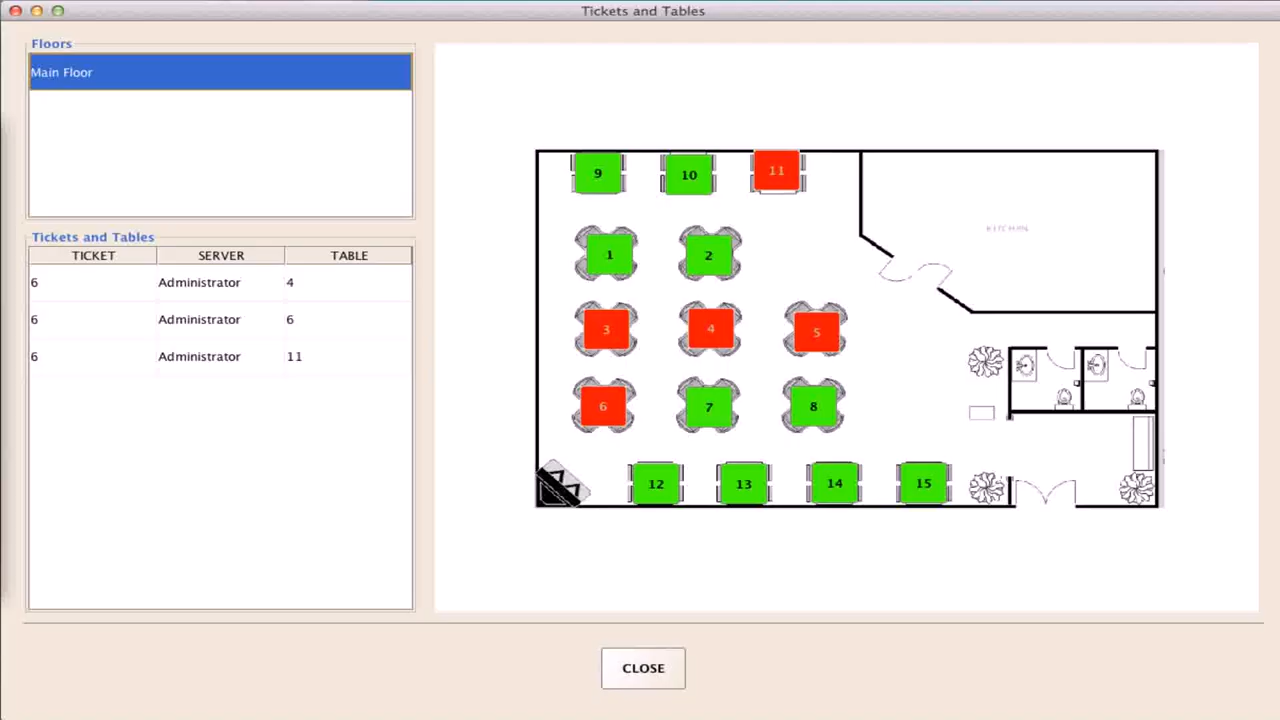 Tickets and Tables
Floors
Main Floor
Tickets and Tables
TICKET SERVER TABLE
6 Administrator 4
6 Administrator 6
6 Administrator 11
9 10 11
KITCHEN
1 2
3 4 5
6 7 8
12 13 14 15
CLOSE